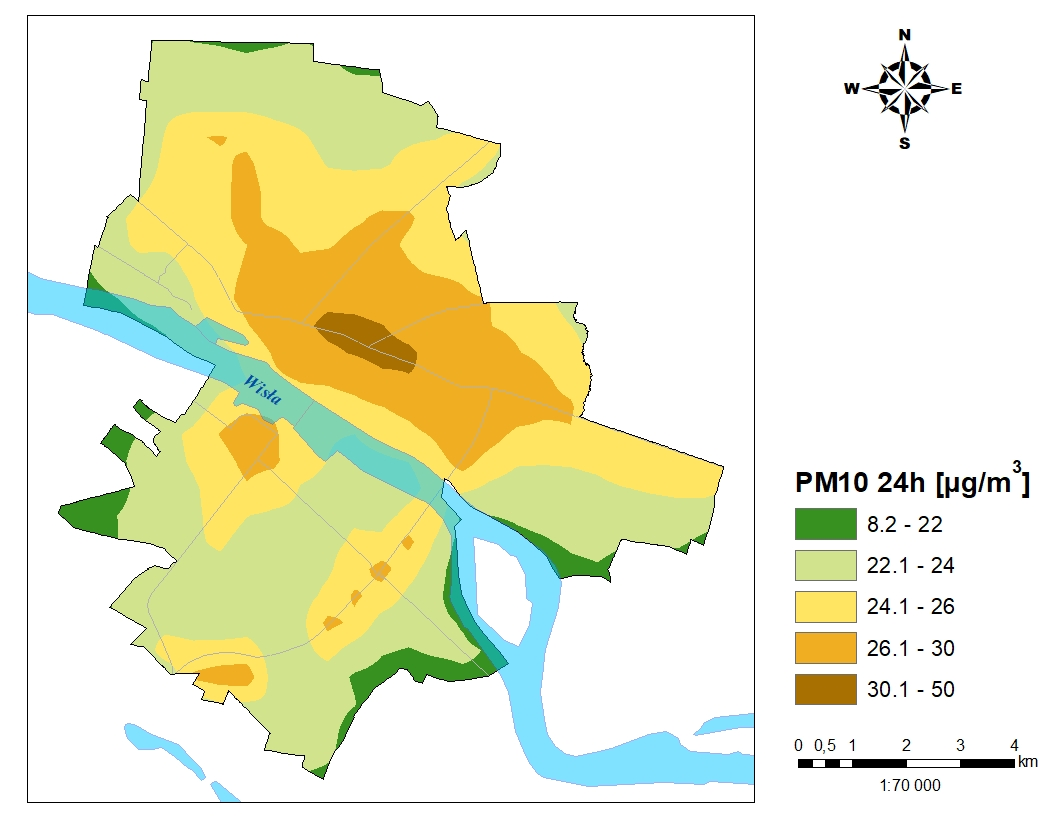 N
W E
S
Wisła
PM10 24h [µg/m³]
8.2 - 22
22.1 - 24
24.1 - 26
26.1 - 30
30.1 - 50
0 0,5 1 2 3 4
km
1:70 000